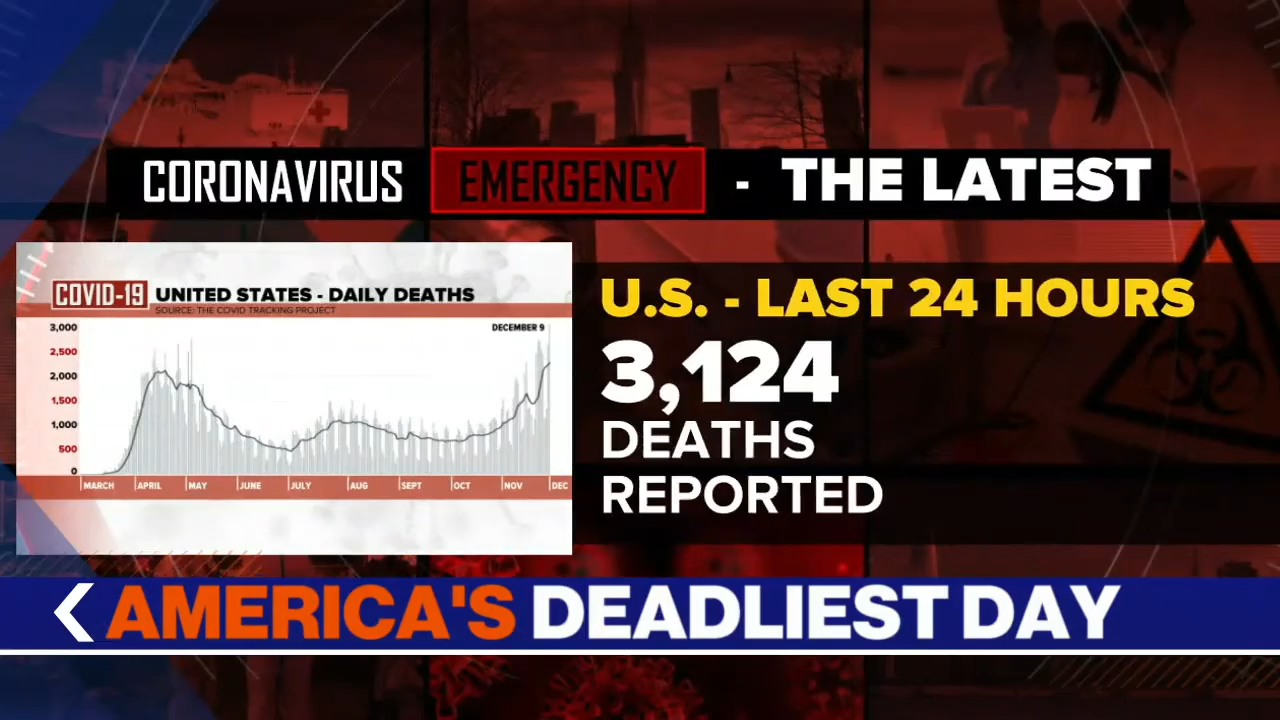 CORONAVIRUS EMERGENCY - THE LATEST
COVID-19 UNITED STATES - DAILY DEATHS
SOURCE: THE COVID TRACKING PROJECT
DECEMBER 9
3,000
2,500
2,000
1,500
1,000
500
0
MARCH APRIL MAY JUNE JULY AUG SEPT OCT NOV DEC
U.S. - LAST 24 HOURS
3,124
DEATHS
REPORTED
AMERICA'S DEADLIEST DAY